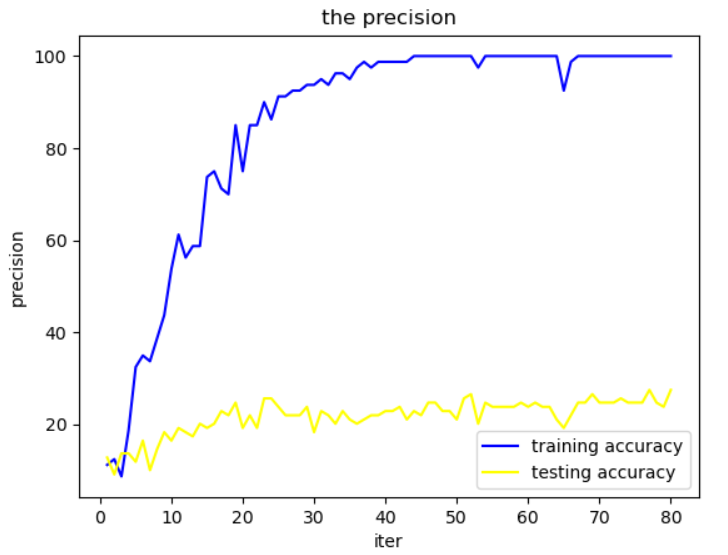 the precision
precision
100
80
60
40
20
0 10 20 30 40 50 60 70 80
iter
training accuracy
testing accuracy